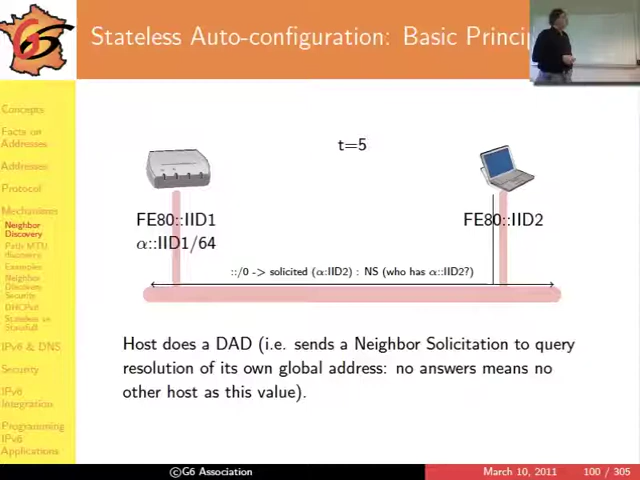 Stateless Auto-configuration: Basic Princip
G6
Concepts
Facts on
Addresses
Addresses
Protocol
Mechanisms
Neighbor
Discovery
Path MTU
discovery
Examples
Neighbor
Discovery
Security
DHCPv6
Stateless vs
Statefull
IPv6 & DNS
Security
IPv6
Integration
Programming
IPv6
Applications
t=5
FE80::IID1
α::IID1/64
FE80::IID2
::/0 -> solicited (α:IID2) : NS (who has α::IID2?)
Host does a DAD (i.e. sends a Neighbor Solicitation to query
resolution of its own global address: no answers means no
other host as this value).
©G6 Association
March 10, 2011
100 / 305